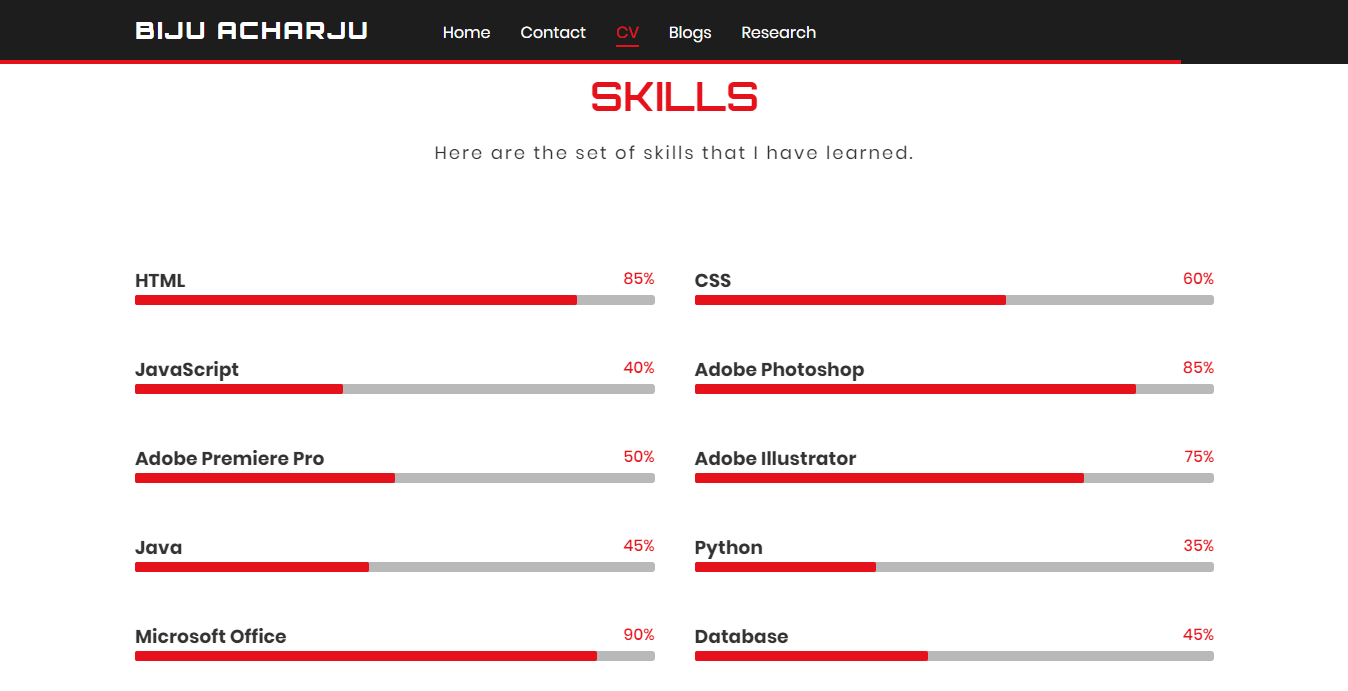 BIJU ACHARJU Home Contact CV Blogs Research
SKILLS
Here are the set of skills that I have learned.
HTML 85% CSS 60%
JavaScript 40% Adobe Photoshop 85%
Adobe Premiere Pro 50% Adobe Illustrator 75%
Java 45% Python 35%
Microsoft Office 90% Database 45%